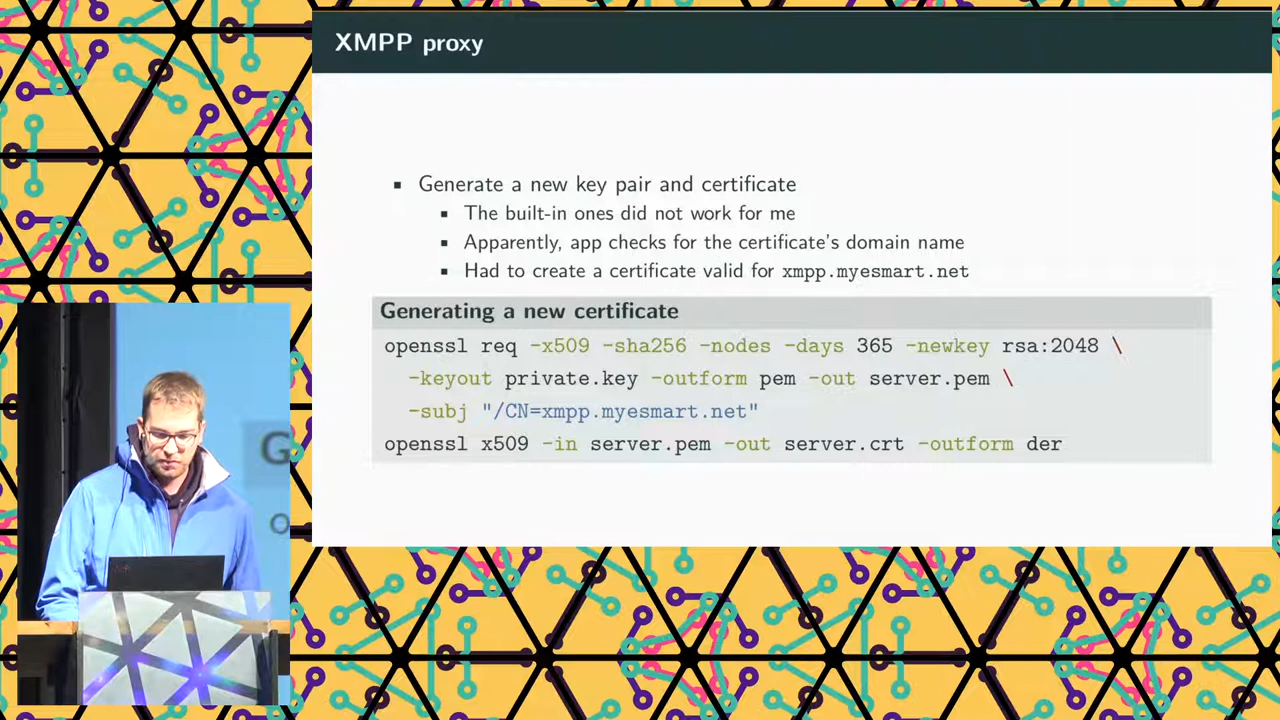 XMPP proxy
Generate a new key pair and certificate
The built-in ones did not work for me
Apparently, app checks for the certificate's domain name
Had to create a certificate valid for xmpp.myesmart.net
Generating a new certificate
openssl req -x509 -sha256 -nodes -days 365 -newkey rsa:2048 \
-keyout private.key -outform pem -out server.pem \
-subj "/CN=xmpp.myesmart.net"
openssl x509 -in server.pem -out server.crt -outform der